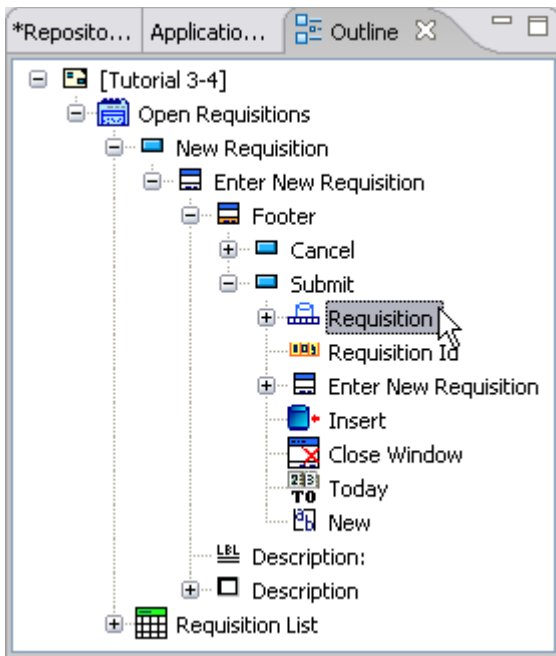 *Reposito... Applicatio... Outline
[Tutorial 3-4]
Open Requisitions
New Requisition
Enter New Requisition
Footer
Cancel
Submit
Requisition
Requisition Id
Enter New Requisition
Insert
Close Window
Today
New
LBL Description:
Description
Requisition List